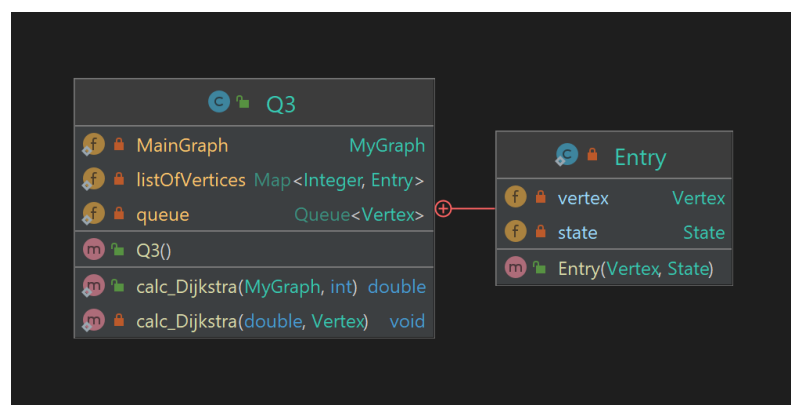 Q3
MainGraph MyGraph
listOfVertices Map<Integer, Entry>
queue Queue<Vertex>
Q3()
calc_Dijkstra(MyGraph, int) double
calc_Dijkstra(double, Vertex) void
Entry
vertex Vertex
state State
Entry(Vertex, State)